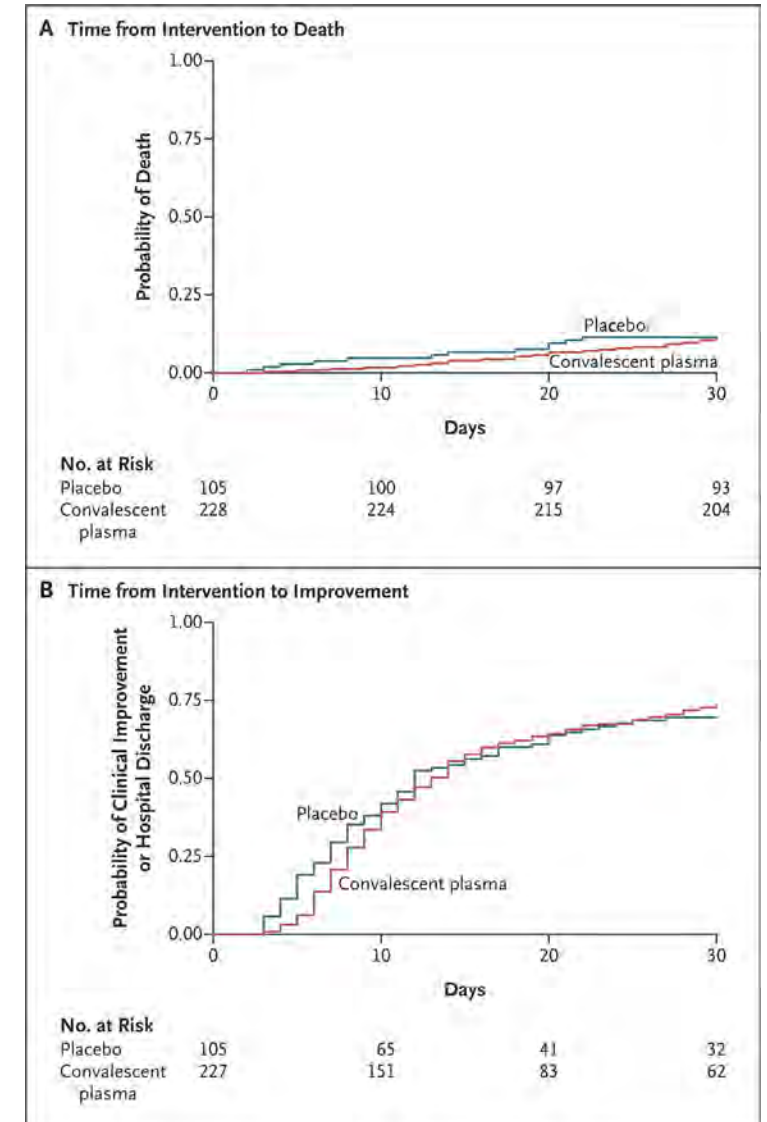 A Time from Intervention to Death
Probability of Death
1.00
0.75
0.50
0.25
0.00
Placebo
Convalescent plasma
0 10 20 30
Days
No. at Risk
Placebo 105 100 97 93
Convalescent 228 224 215 204
plasma
B Time from Intervention to Improvement
Probability of Clinical Improvement
or Hospital Discharge
1.00
0.75
0.50
0.25
0.00
Placebo
Convalescent plasma
0 10 20 30
Days
No. at Risk
Placebo 105 65 41 32
Convalescent 227 151 83 62
plasma